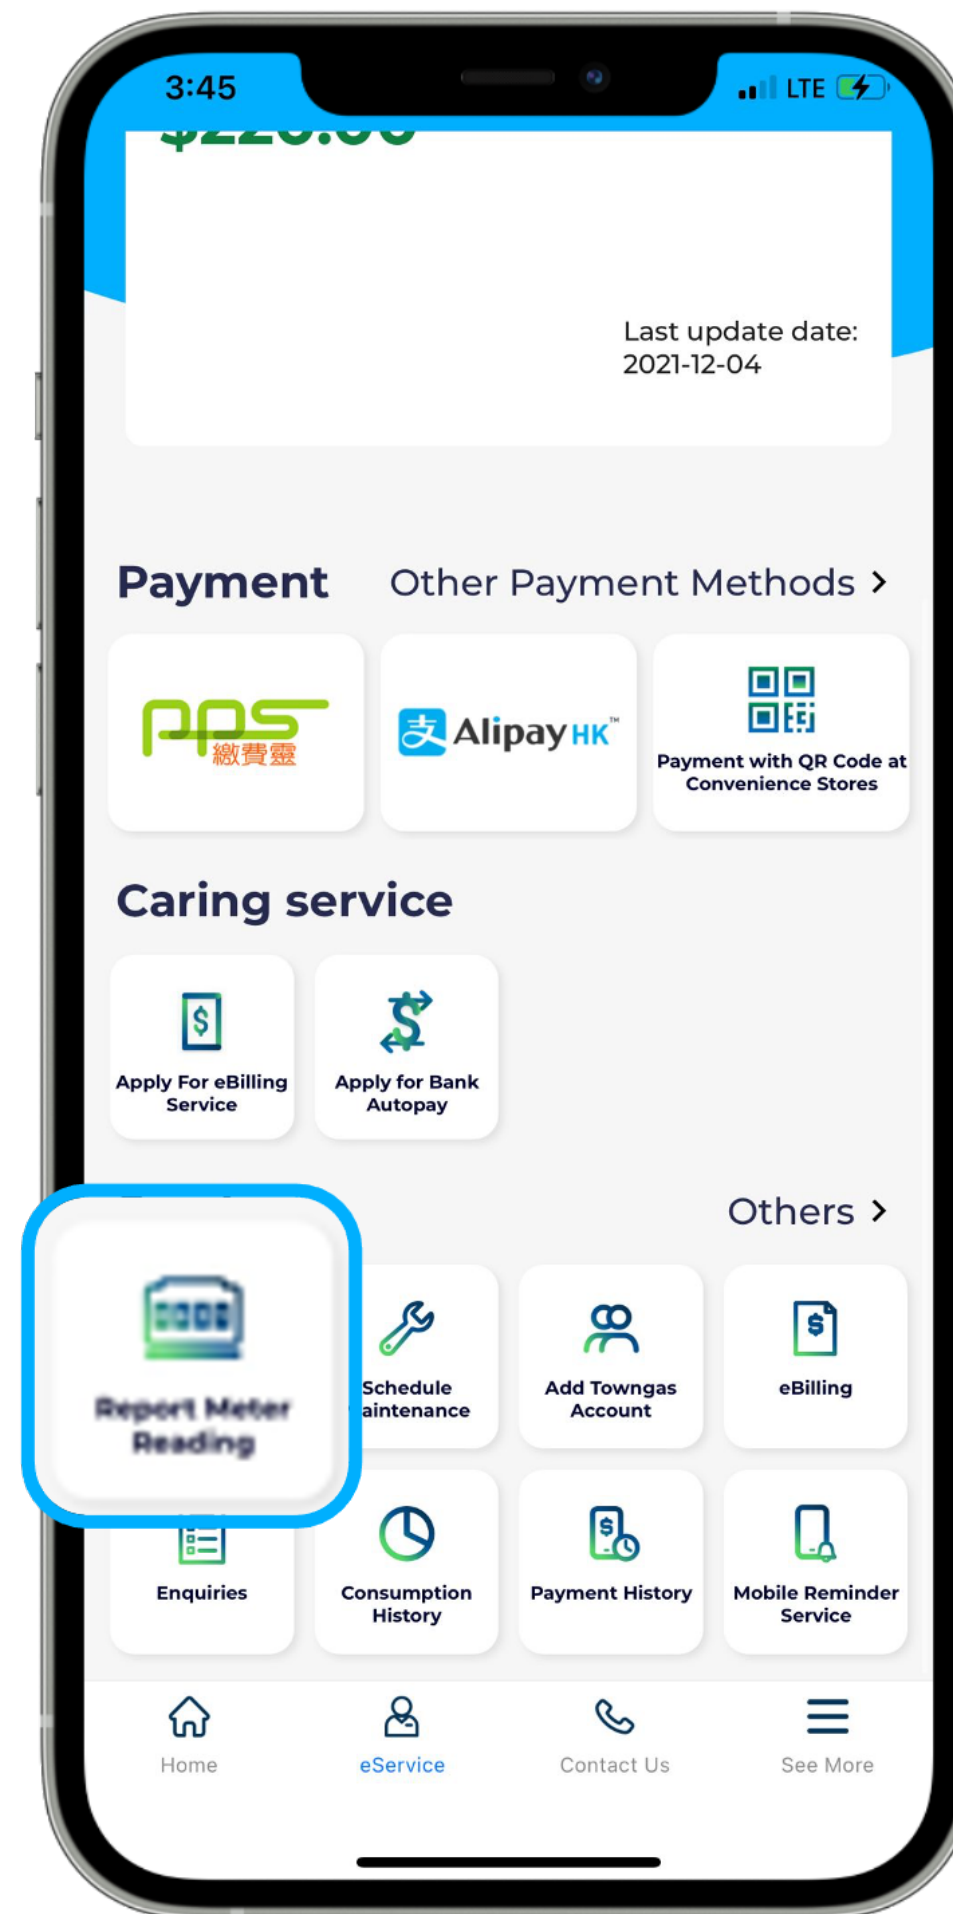 3:45
LTE
Last update date:
2021-12-04
Payment
Other Payment Methods >
pps
繳費靈
支 AlipayHK™
Payment with QR Code at
Convenience Stores
Caring service
Apply For eBilling
Service
Apply for Bank
Autopay
Others >
Report Meter
Reading
Schedule
aintenance
Add Towngas
Account
eBilling
Enquiries
Consumption
History
Payment History
Mobile Reminder
Service
Home
eService
Contact Us
See More